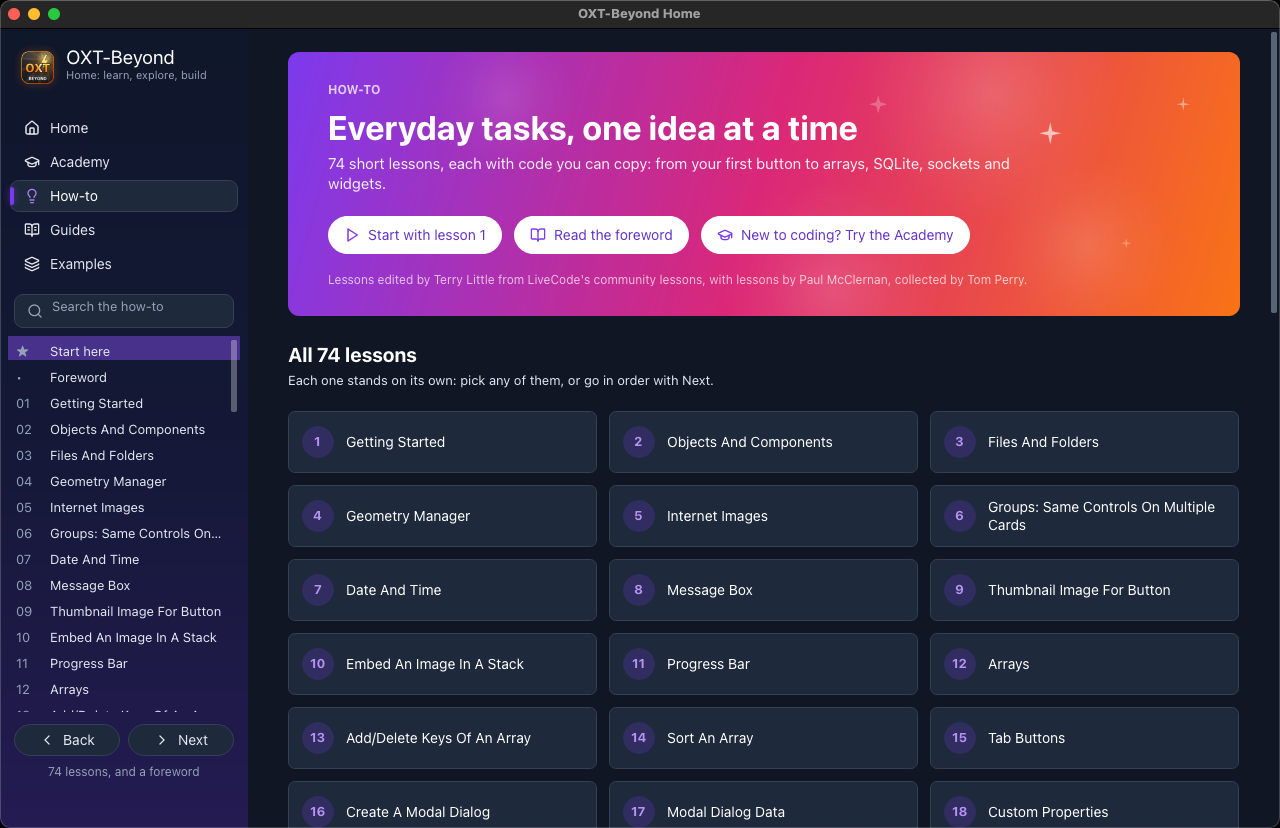 OXT-Beyond Home
OXT
BEYOND
OXT-Beyond
Home: learn, explore, build
Home
Academy
How-to
Guides
Examples
Search the how-to
Start here
Foreword
01 Getting Started
02 Objects And Components
03 Files And Folders
04 Geometry Manager
05 Internet Images
06 Groups: Same Controls On...
07 Date And Time
08 Message Box
09 Thumbnail Image For Button
10 Embed An Image In A Stack
11 Progress Bar
12 Arrays
Back
Next
74 lessons, and a foreword
HOW-TO
Everyday tasks, one idea at a time
74 short lessons, each with code you can copy: from your first button to arrays, SQLite, sockets and
widgets.
Start with lesson 1
Read the foreword
New to coding? Try the Academy
Lessons edited by Terry Little from LiveCode's community lessons, with lessons by Paul McClernan, collected by Tom Perry.
All 74 lessons
Each one stands on its own: pick any of them, or go in order with Next.
1 Getting Started
2 Objects And Components
3 Files And Folders
4 Geometry Manager
5 Internet Images
6 Groups: Same Controls On Multiple
Cards
7 Date And Time
8 Message Box
9 Thumbnail Image For Button
10 Embed An Image In A Stack
11 Progress Bar
12 Arrays
13 Add/Delete Keys Of An Array
14 Sort An Array
15 Tab Buttons
16 Create A Modal Dialog
17 Modal Dialog Data
18 Custom Properties